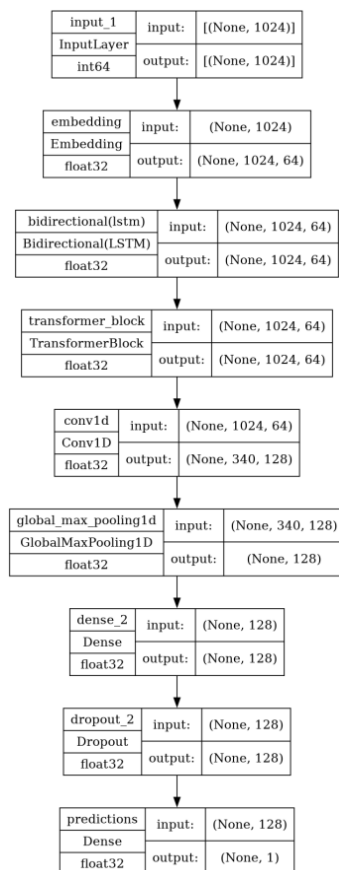 input_1
InputLayer
int64
input: [(None, 1024)]
output: [(None, 1024)]
embedding
Embedding
float32
input: (None, 1024)
output: (None, 1024, 64)
bidirectional(lstm)
Bidirectional(LSTM)
float32
input: (None, 1024, 64)
output: (None, 1024, 64)
transformer_block
TransformerBlock
float32
input: (None, 1024, 64)
output: (None, 1024, 64)
conv1d
Conv1D
float32
input: (None, 1024, 64)
output: (None, 340, 128)
global_max_pooling1d
GlobalMaxPooling1D
float32
input: (None, 340, 128)
output: (None, 128)
dense_2
Dense
float32
input: (None, 128)
output: (None, 128)
dropout_2
Dropout
float32
input: (None, 128)
output: (None, 128)
predictions
Dense
float32
input: (None, 128)
output: (None, 1)